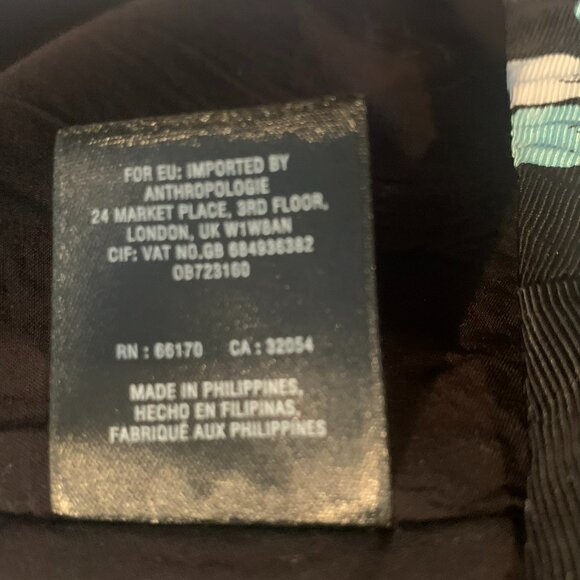 FOR EU: IMPORTED BY
ANTHROPOLOGIE
24 MARKET PLACE, 3RD FLOOR,
LONDON, UK W1W8AN
CIF: VAT NO.GB 684936382
OB723160
RN : 66170 CA : 32054
MADE IN PHILIPPINES,
HECHO EN FILIPINAS,
FABRIQUÉ AUX PHILIPPINES